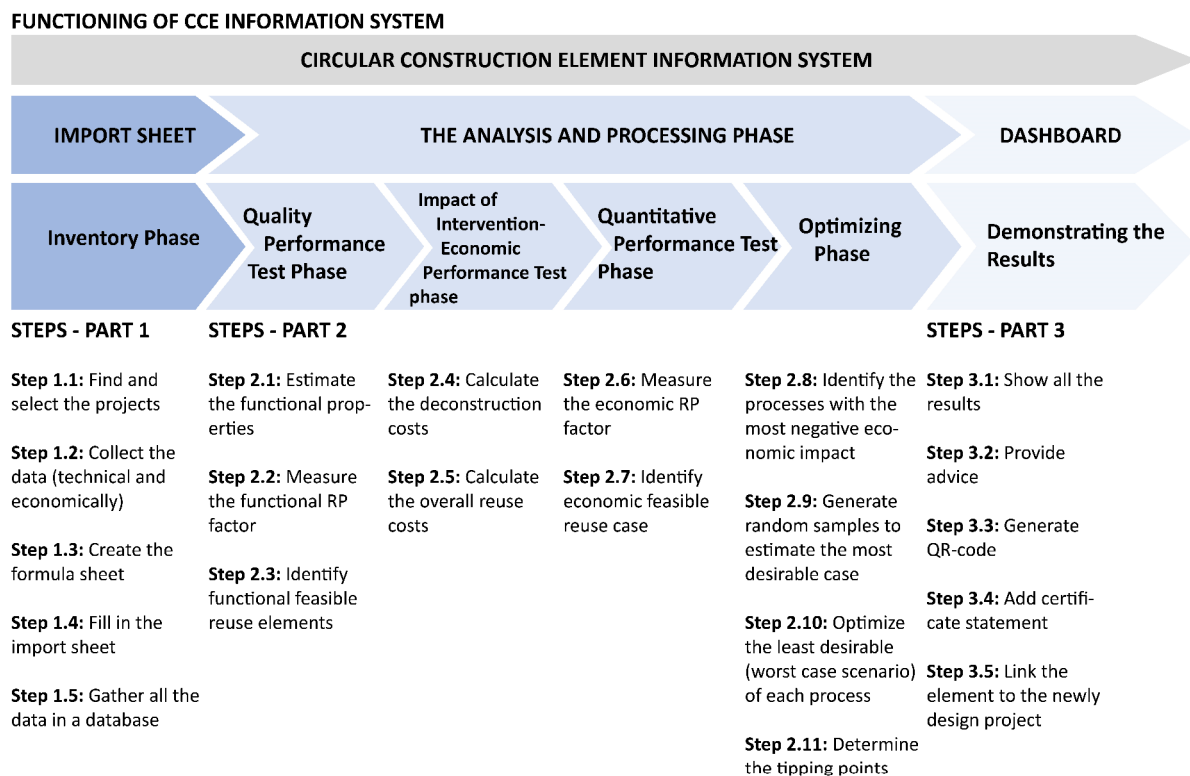 FUNCTIONING OF CCE INFORMATION SYSTEM
CIRCULAR CONSTRUCTION ELEMENT INFORMATION SYSTEM
IMPORT SHEET
THE ANALYSIS AND PROCESSING PHASE
DASHBOARD
Inventory Phase
Quality
Performance
Test Phase
Impact of
Intervention-
Economic
Performance Test
phase
Quantitative
Performance Test
Phase
Optimizing
Phase
Demonstrating the
Results
STEPS - PART 1
Step 1.1: Find and
select the projects
Step 1.2: Collect the
data (technical and
economically)
Step 1.3: Create the
formula sheet
Step 1.4: Fill in the
import sheet
Step 1.5: Gather all the
data in a database
STEPS - PART 2
Step 2.1: Estimate
the functional prop-
erties
Step 2.2: Measure
the functional RP
factor
Step 2.3: Identify
functional feasible
reuse elements
Step 2.4: Calculate
the deconstruction
costs
Step 2.5: Calculate
the overall reuse
costs
Step 2.6: Measure
the economic RP
factor
Step 2.7: Identify
economic feasible
reuse case
Step 2.8: Identify the
processes with the
most negative eco-
nomic impact
Step 2.9: Generate
random samples to
estimate the most
desirable case
Step 2.10: Optimize
the least desirable
(worst case scenario)
of each process
Step 2.11: Determine
the tipping points
STEPS - PART 3
Step 3.1: Show all the
results
Step 3.2: Provide
advice
Step 3.3: Generate
QR-code
Step 3.4: Add certifi-
cate statement
Step 3.5: Link the
element to the newly
design project